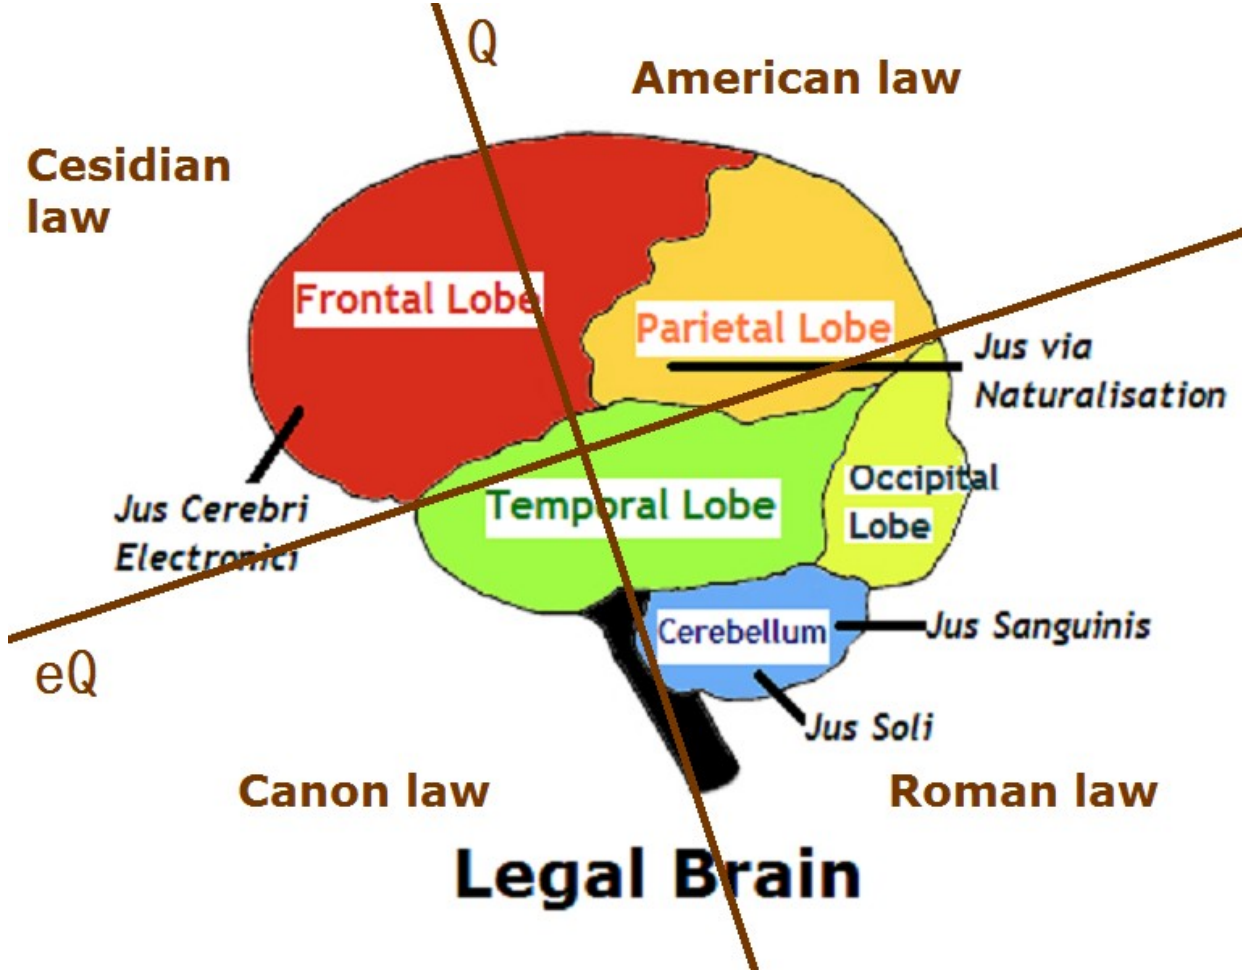 Q
American law
Cesidian
law
Frontal Lobe
Parietal Lobe
Jus via
Naturalisation
Occipital
Lobe
Temporal Lobe
Jus Cerebri
Electronici
Cerebellum
Jus Sanguinis
eQ
Jus Soli
Canon law
Roman law
Legal Brain